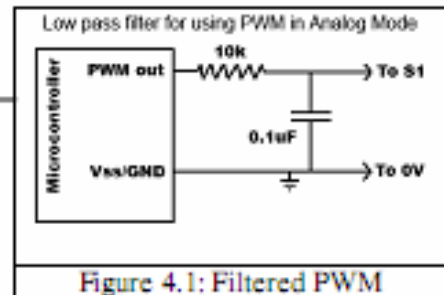 Low pass filter for using PWM in Analog Mode
Microcontroller
PWM out
10k
To S1
0.1uF
Vss/GND
To 0V
Figure 4.1: Filtered PWM